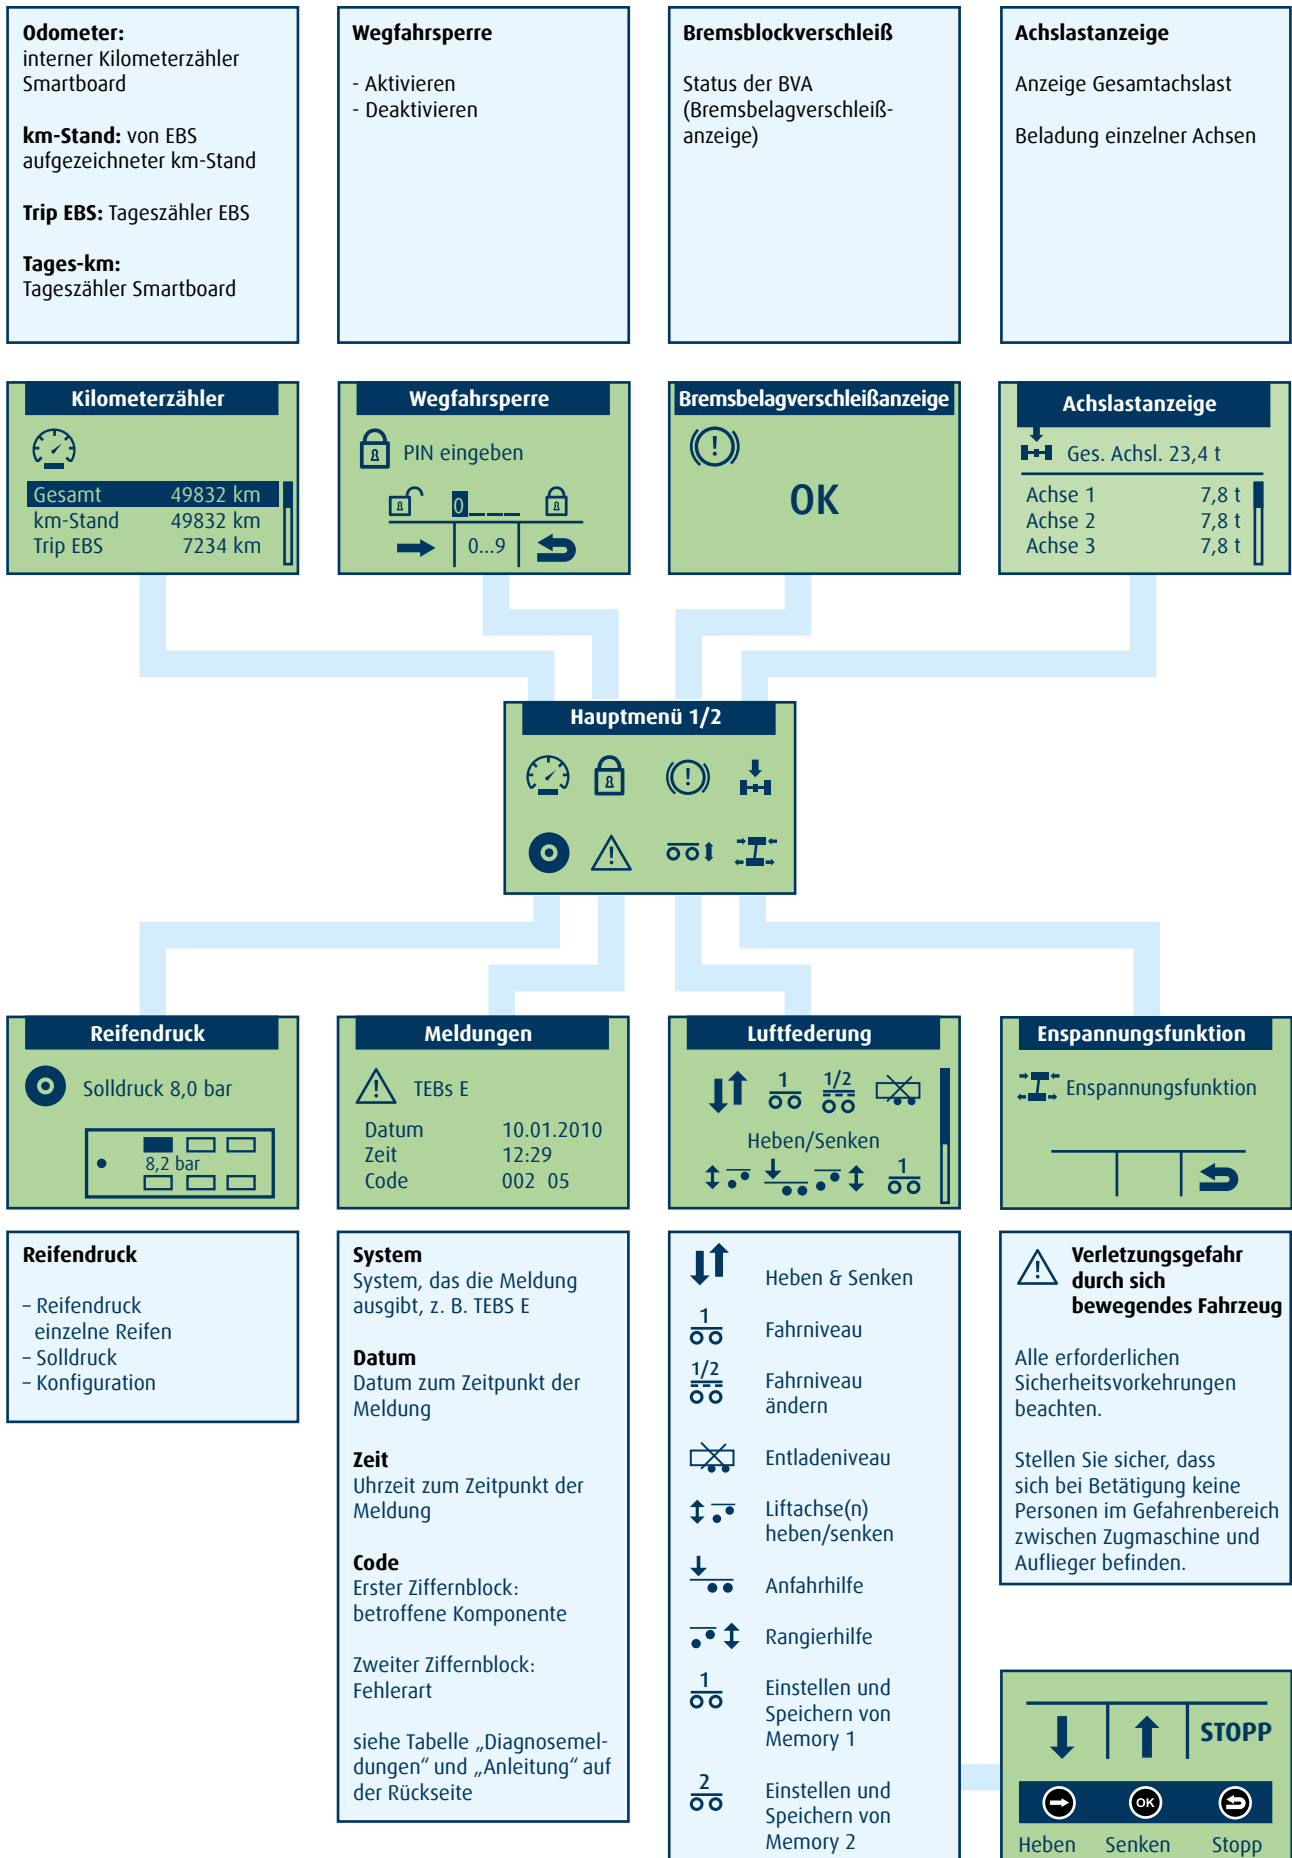 Odometer:
interner Kilometerzähler
Smartboard
km-Stand: von EBS
aufgezeichneter km-Stand
Trip EBS: Tageszähler EBS
Tages-km:
Tageszähler Smartboard
Wegfahrsperre
- Aktivieren
- Deaktivieren
Bremsblockverschleiß
Status der BVA
(Bremsbelagverschleiß-
anzeige)
Achslastanzeige
Anzeige Gesamtachslast
Beladung einzelner Achsen
Kilometerzähler
Gesamt 49832 km
km-Stand 49832 km
Trip EBS 7234 km
Wegfahrsperre
PIN eingeben
0___
0...9
Bremsbelagverschleißanzeige
OK
Achslastanzeige
Ges. Achsl. 23,4 t
Achse 1 7,8 t
Achse 2 7,8 t
Achse 3 7,8 t
Hauptmenü 1/2
Reifendruck
Solldruck 8,0 bar
8,2 bar
Meldungen
TEBs E
Datum 10.01.2010
Zeit 12:29
Code 002 05
Luftfederung
1 1/2
Heben/Senken
1
Enspannungsfunktion
Enspannungsfunktion
Reifendruck
– Reifendruck
einzelne Reifen
– Solldruck
– Konfiguration
System
System, das die Meldung
ausgibt, z. B. TEBS E
Datum
Datum zum Zeitpunkt der
Meldung
Zeit
Uhrzeit zum Zeitpunkt der
Meldung
Code
Erster Ziffernblock:
betroffene Komponente
Zweiter Ziffernblock:
Fehlerart
siehe Tabelle „Diagnosemel-
dungen“ und „Anleitung“ auf
der Rückseite
Heben & Senken
1 Fahrniveau
1/2 Fahrniveau
ändern
Entladeniveau
Liftachse(n)
heben/senken
Anfahrhilfe
Rangierhilfe
1 Einstellen und
Speichern von
Memory 1
2 Einstellen und
Speichern von
Memory 2
Verletzungsgefahr
durch sich
bewegendes Fahrzeug
Alle erforderlichen
Sicherheitsvorkehrungen
beachten.
Stellen Sie sicher, dass
sich bei Betätigung keine
Personen im Gefahrenbereich
zwischen Zugmaschine und
Auflieger befinden.
STOPP
OK
Heben Senken Stopp